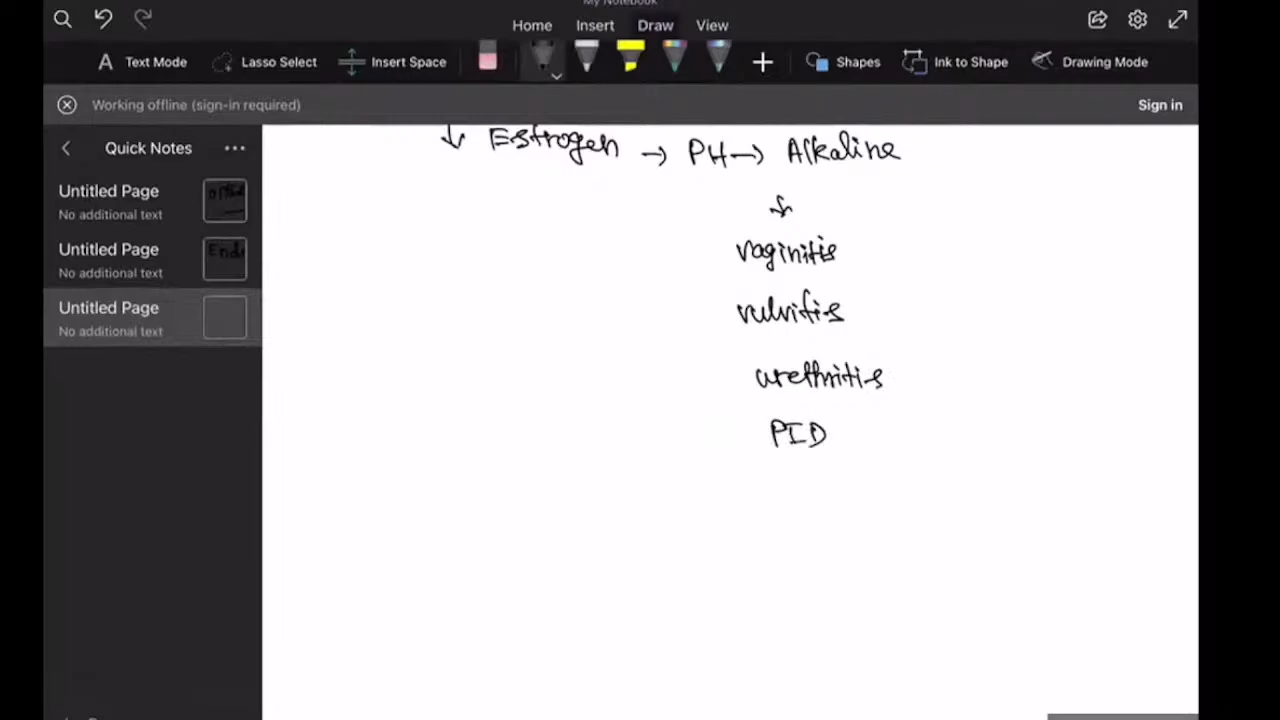 My Notebook
Home Insert Draw View
Text Mode Lasso Select Insert Space Shapes Ink to Shape Drawing Mode
Working offline (sign-in required) Sign in
Quick Notes
Untitled Page
No additional text
Untitled Page
No additional text
Untitled Page
No additional text
↓ Estrogen → PH → Alkaline
↓
vaginitis
vulvitis
urethritis
PID